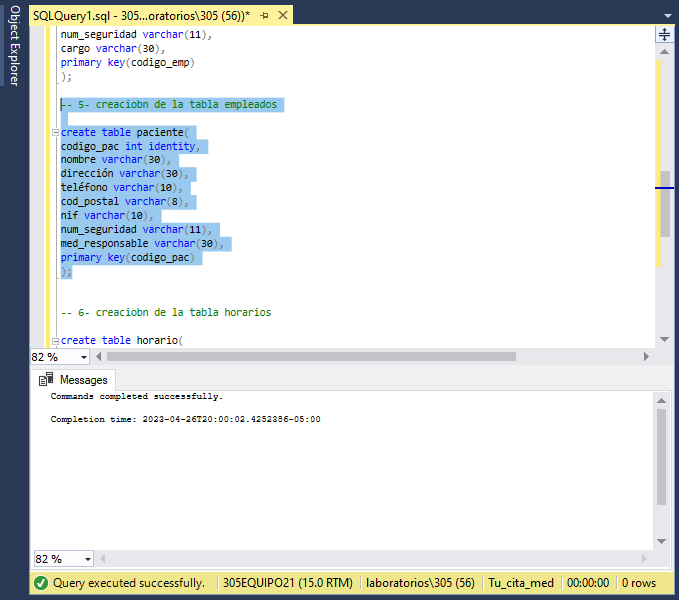 Object Explorer
SQLQuery1.sql - 305...oratorios\305 (56))*
num_seguridad varchar(11),
cargo varchar(30),
primary key(codigo_emp)
);
-- 5- creaciobn de la tabla empleados
create table paciente(
codigo_pac int identity,
nombre varchar(30),
dirección varchar(30),
teléfono varchar(10),
cod_postal varchar(8),
nif varchar(10),
num_seguridad varchar(11),
med_responsable varchar(30),
primary key(codigo_pac)
);
-- 6- creaciobn de la tabla horarios
create table horario(
82 %
Messages
Commands completed successfully.
Completion time: 2023-04-26T20:00:02.4252386-05:00
82 %
Query executed successfully. 305EQUIPO21 (15.0 RTM) laboratorios\305 (56) Tu_cita_med 00:00:00 0 rows